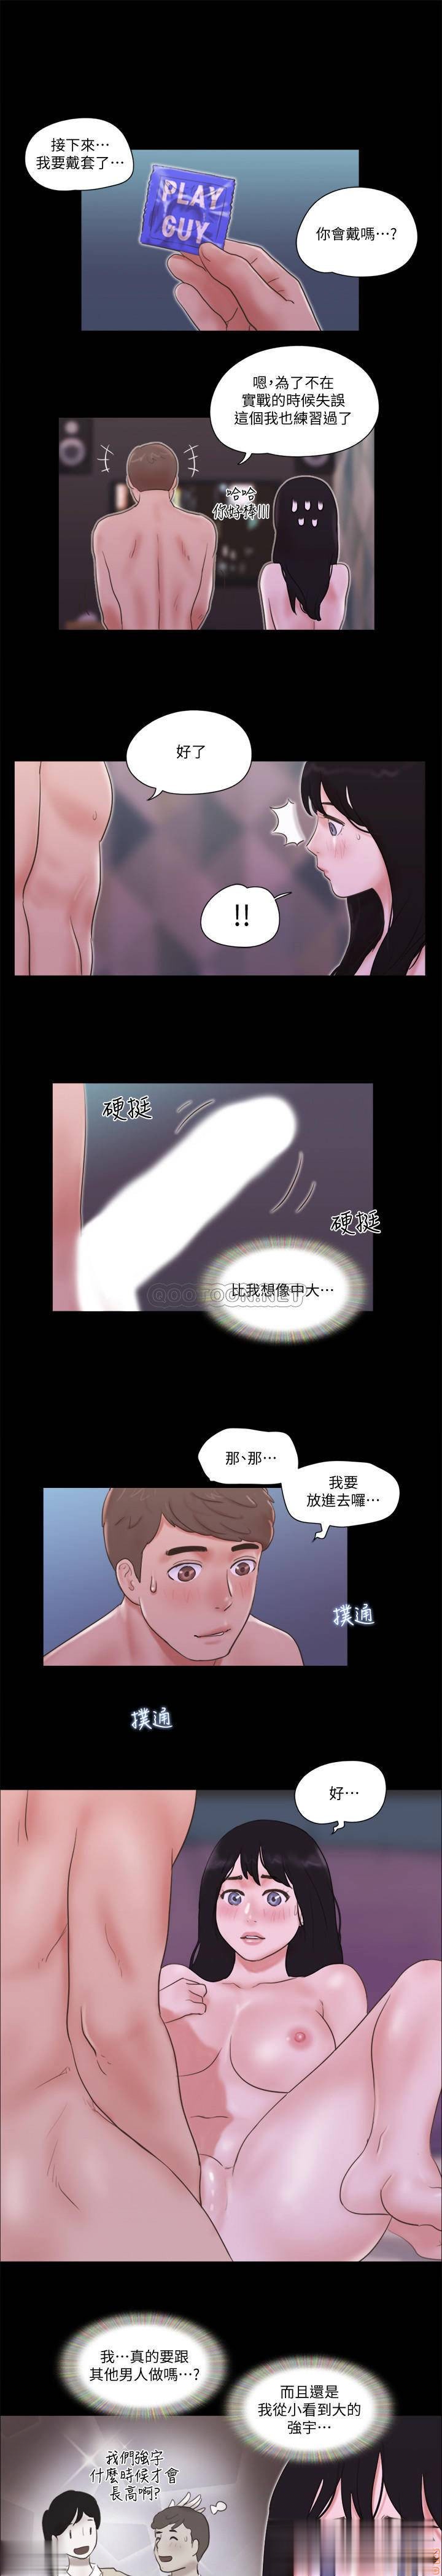 接下來…
我要戴套了…
PLAY
GUY
你會戴嗎…?
嗯，為了不在
實戰的時候失誤
這個我也練習過了
哈哈
你好棒!!!
好了
!!
硬挺
硬挺
比我想像中大…
QOOTOON.NET
那、那…
我要
放進去囉…
撲通
撲通
好…
我…真的要跟
其他男人做嗎…?
而且還是
我從小看到大的
強宇…
我們強宇
什麼時候才會
長高啊?